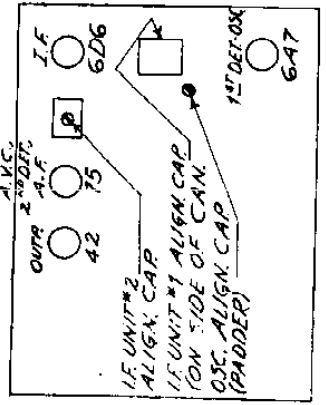 I.F.
6D6
1ST DET-OSC
6A7
A.V.C.,
2ND DET.,
A.F.
75
OUTP.
42
I.F. UNIT #2
ALIGN. CAP.
I.F. UNIT #1 ALIGN. CAP.
(ON SIDE OF CAN.
OSC. ALIGN. CAP.
(PADDER)